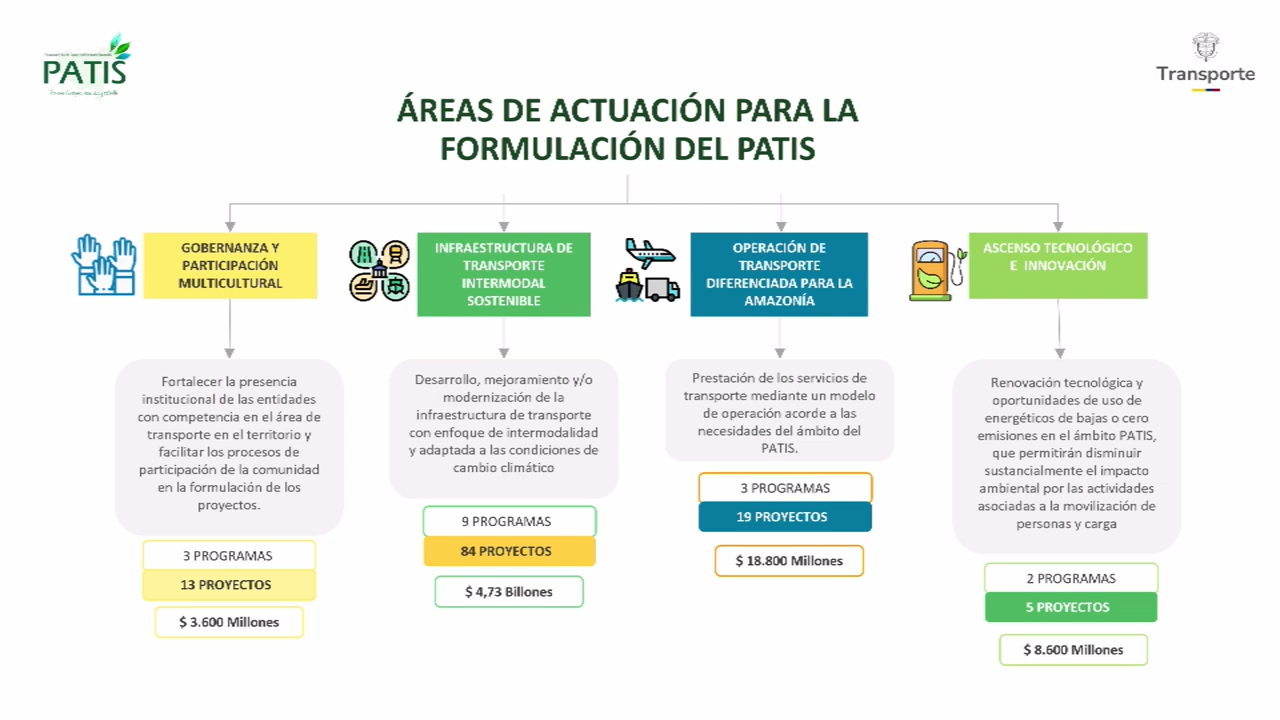 PATIS
Transporte
ÁREAS DE ACTUACIÓN PARA LA
FORMULACIÓN DEL PATIS
GOBERNANZA Y
PARTICIPACIÓN
MULTICULTURAL
Fortalecer la presencia
institucional de las entidades
con competencia en el área de
transporte en el territorio y
facilitar los procesos de
participación de la comunidad
en la formulación de los
proyectos.
3 PROGRAMAS
13 PROYECTOS
$ 3.600 Millones
INFRAESTRUCTURA DE
TRANSPORTE
INTERMODAL
SOSTENIBLE
Desarrollo, mejoramiento y/o
modernización de la
infraestructura de transporte
con enfoque de intermodalidad
y adaptada a las condiciones de
cambio climático
9 PROGRAMAS
84 PROYECTOS
$ 4,73 Billones
OPERACIÓN DE
TRANSPORTE
DIFERENCIADA PARA LA
AMAZONÍA
Prestación de los servicios de
transporte mediante un modelo
de operación acorde a las
necesidades del ámbito del
PATIS.
3 PROGRAMAS
19 PROYECTOS
$ 18.800 Millones
ASCENSO TECNOLÓGICO
E INNOVACIÓN
Renovación tecnológica y
oportunidades de uso de
energéticos de bajas o cero
emisiones en el ámbito PATIS,
que permitirán disminuir
sustancialmente el impacto
ambiental por las actividades
asociadas a la movilización de
personas y carga
2 PROGRAMAS
5 PROYECTOS
$ 8.600 Millones